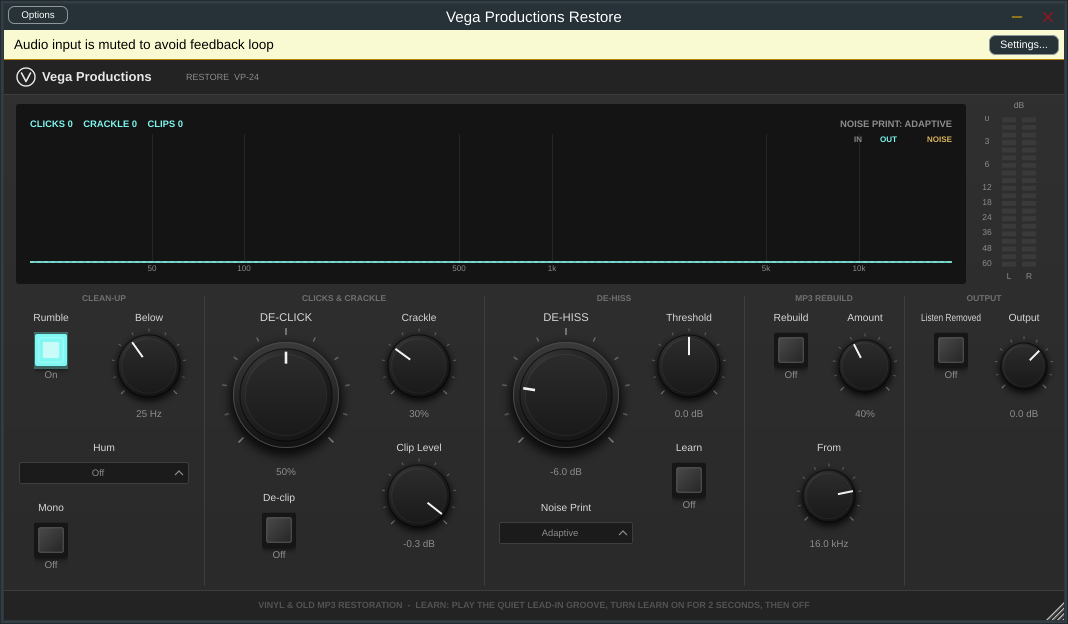 Options
Vega Productions Restore
Audio input is muted to avoid feedback loop
Settings...
Vega Productions
RESTORE VP-24
CLICKS 0 CRACKLE 0 CLIPS 0
NOISE PRINT: ADAPTIVE
IN OUT NOISE
50 100 500 1k 5k 10k
dB
0
3
6
12
18
24
36
48
60
L R
CLEAN-UP
Rumble
On
Below
25 Hz
Hum
Off
Mono
Off
CLICKS & CRACKLE
DE-CLICK
50%
Crackle
30%
De-clip
Off
Clip Level
-0.3 dB
DE-HISS
DE-HISS
-6.0 dB
Threshold
0.0 dB
Learn
Off
Noise Print
Adaptive
MP3 REBUILD
Rebuild
Off
Amount
40%
From
16.0 kHz
OUTPUT
Listen Removed
Off
Output
0.0 dB
VINYL & OLD MP3 RESTORATION - LEARN: PLAY THE QUIET LEAD-IN GROOVE, TURN LEARN ON FOR 2 SECONDS, THEN OFF